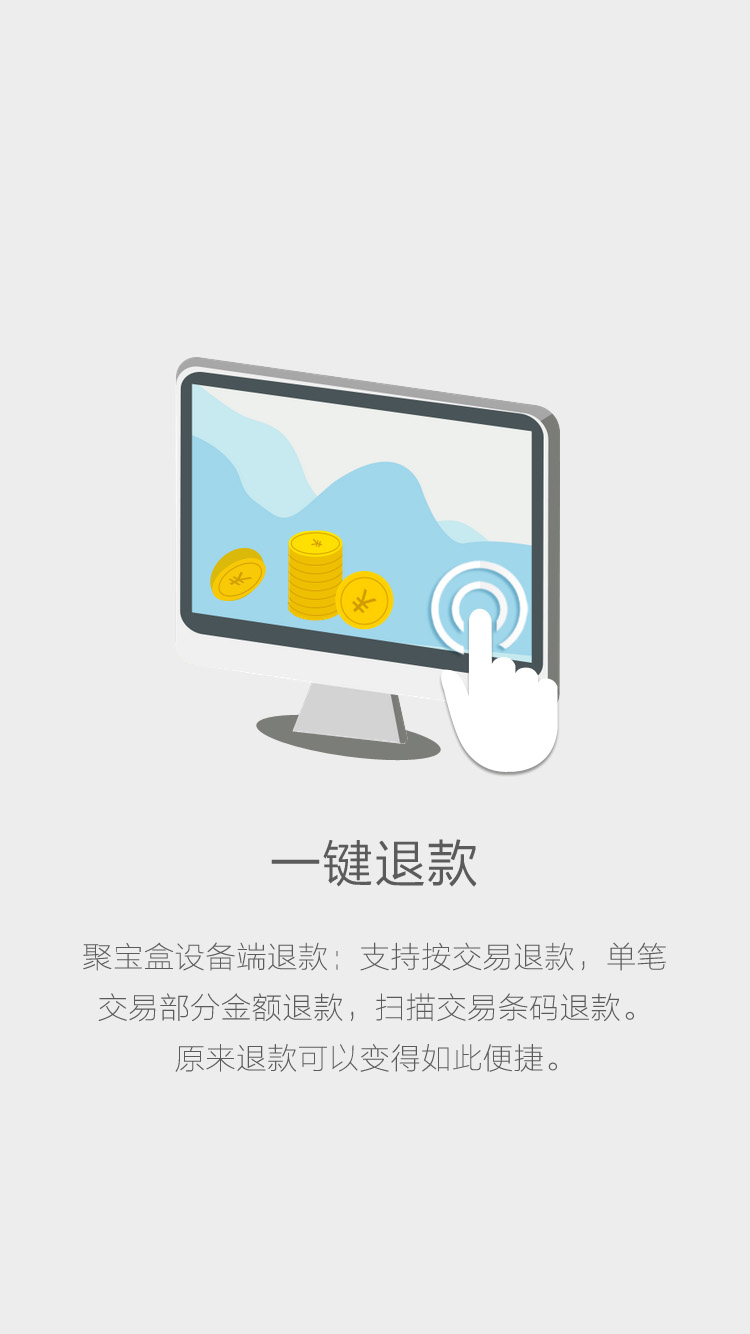 一键退款
聚宝盒设备端退款；支持按交易退款，单笔
交易部分金额退款，扫描交易条码退款。
原来退款可以变得如此便捷。